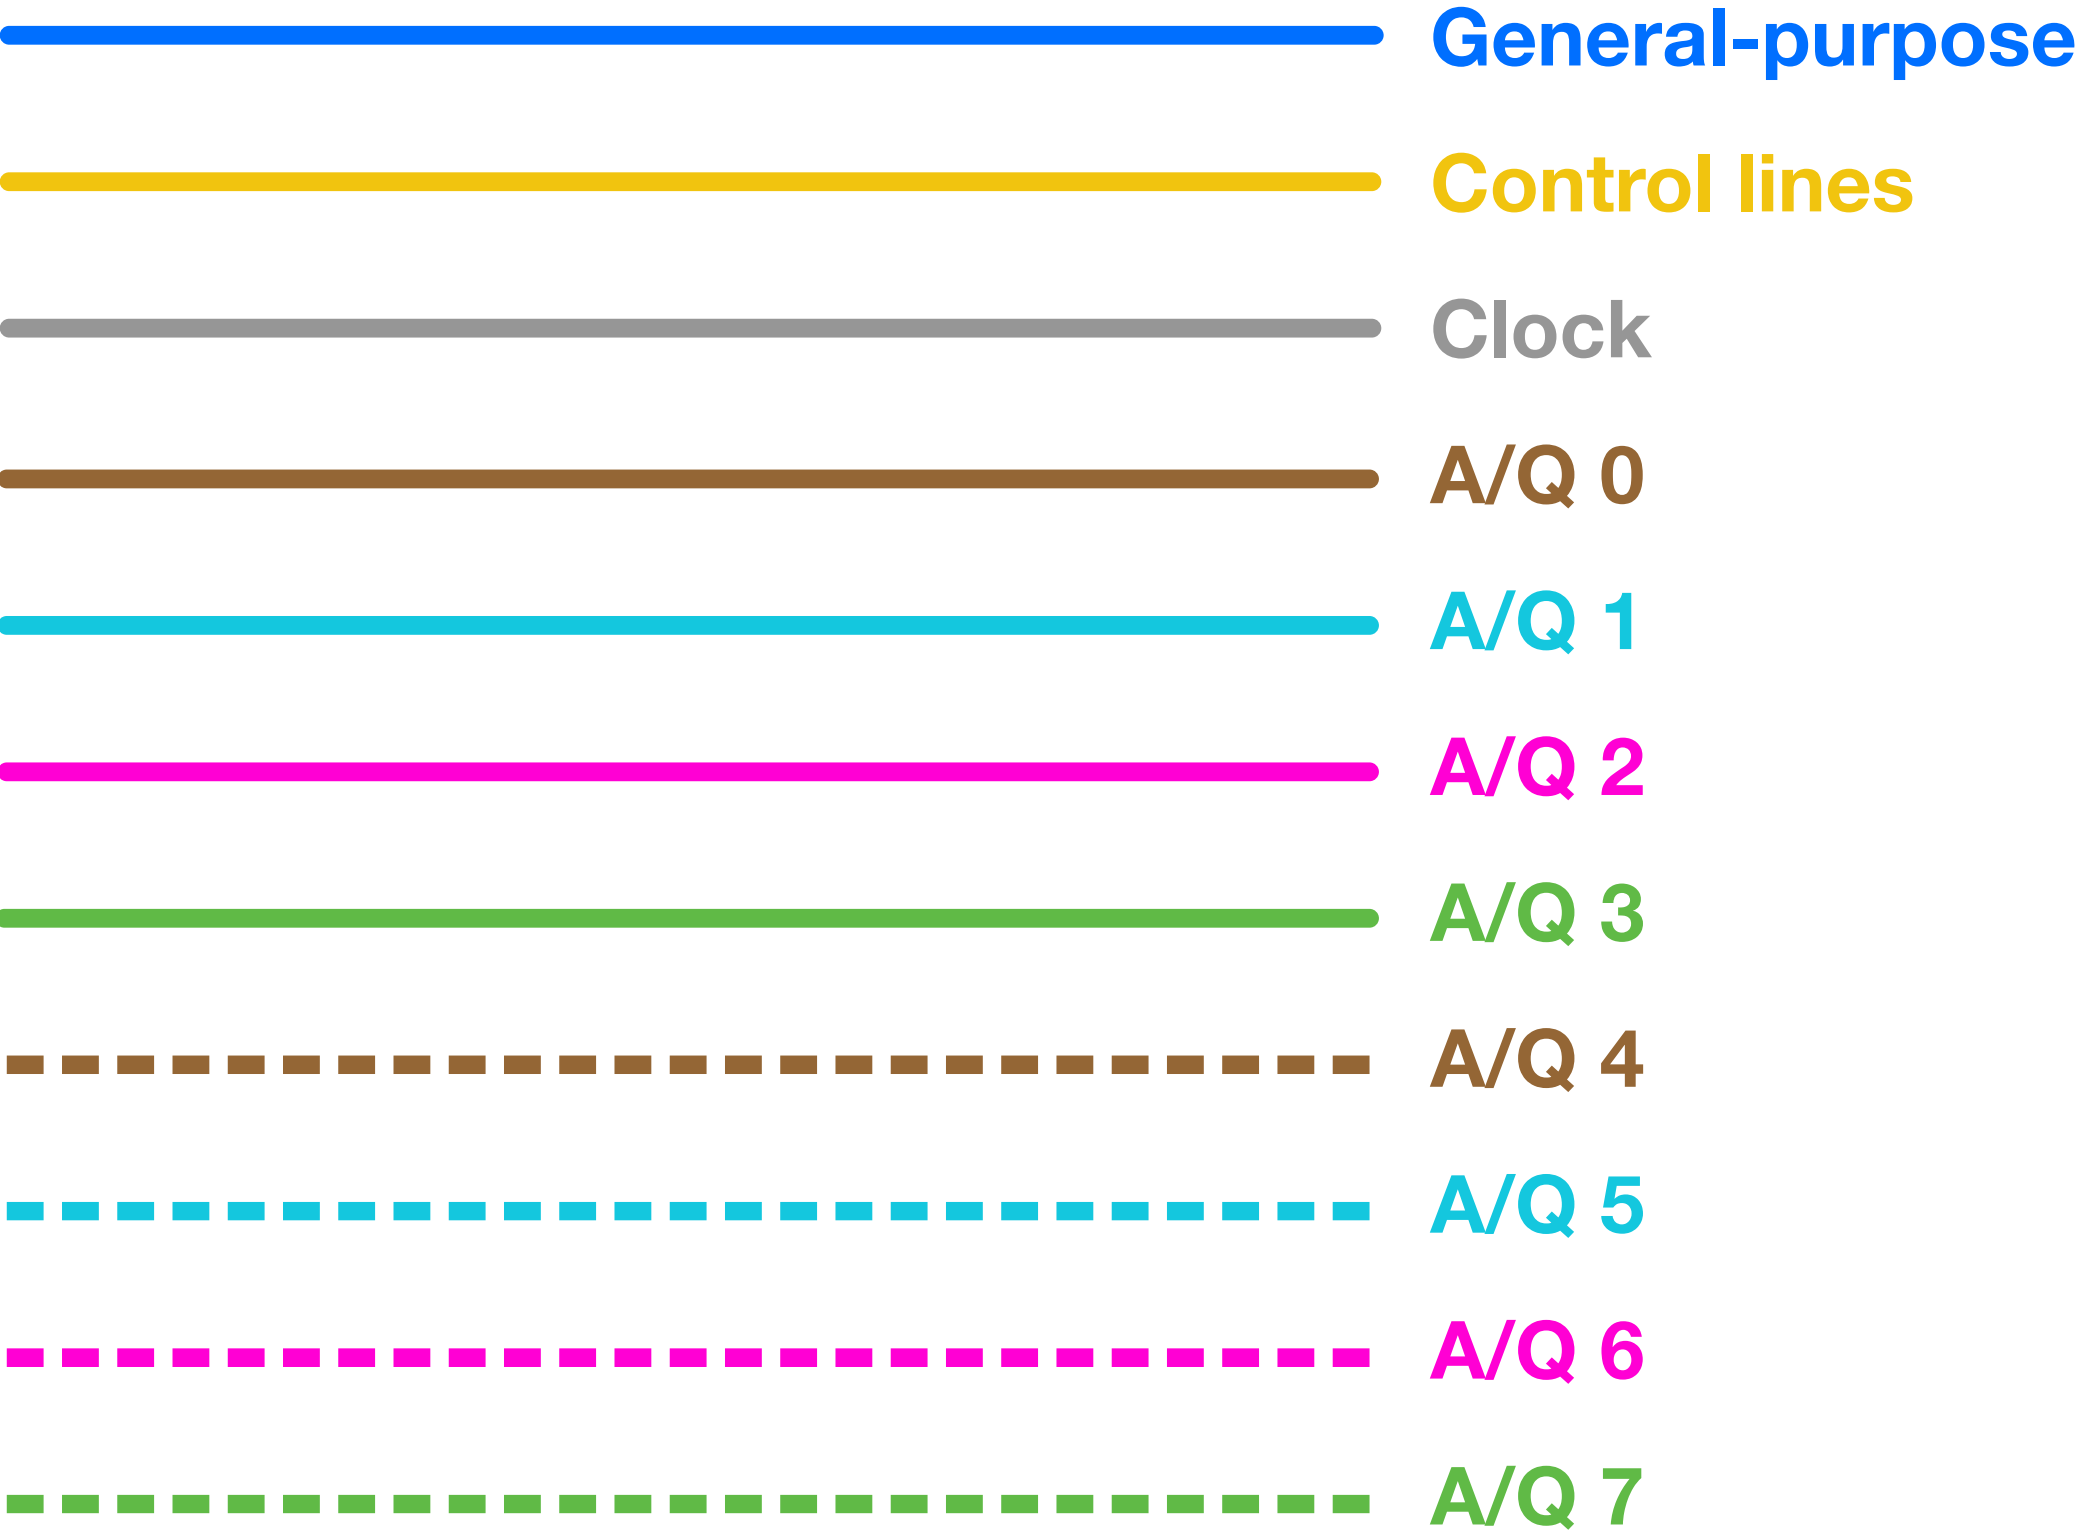 General-purpose
Control lines
Clock
A/Q 0
A/Q 1
A/Q 2
A/Q 3
A/Q 4
A/Q 5
A/Q 6
A/Q 7